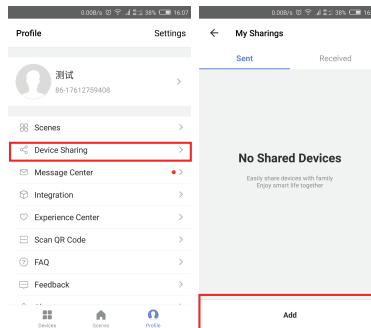 0.00B/s 38% 16:07
Profile Settings
测试
86-17612759408
Scenes
Device Sharing
Message Center
Integration
Experience Center
Scan QR Code
FAQ
Feedback
Devices Scenes Profile
0.00B/s 38% 16
My Sharings
Sent Received
No Shared Devices
Easily share devices with family
Enjoy smart life together
Add